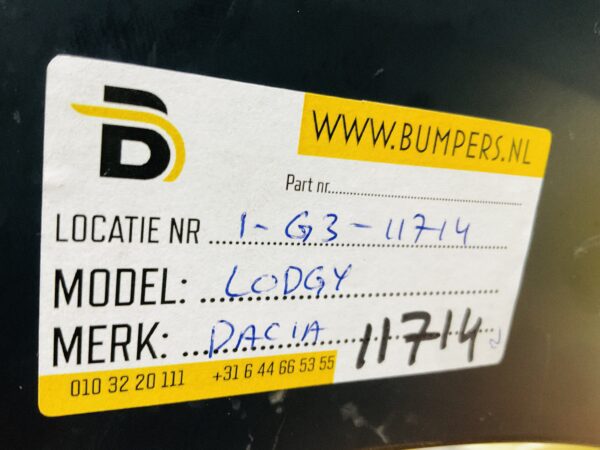 B
WWW.BUMPERS.NL
Part nr
LOCATIE NR 1-G3-11714
MODEL: LODGY
MERK: DACIA 11714
010 32 20 111 +31 6 44 66 53 55